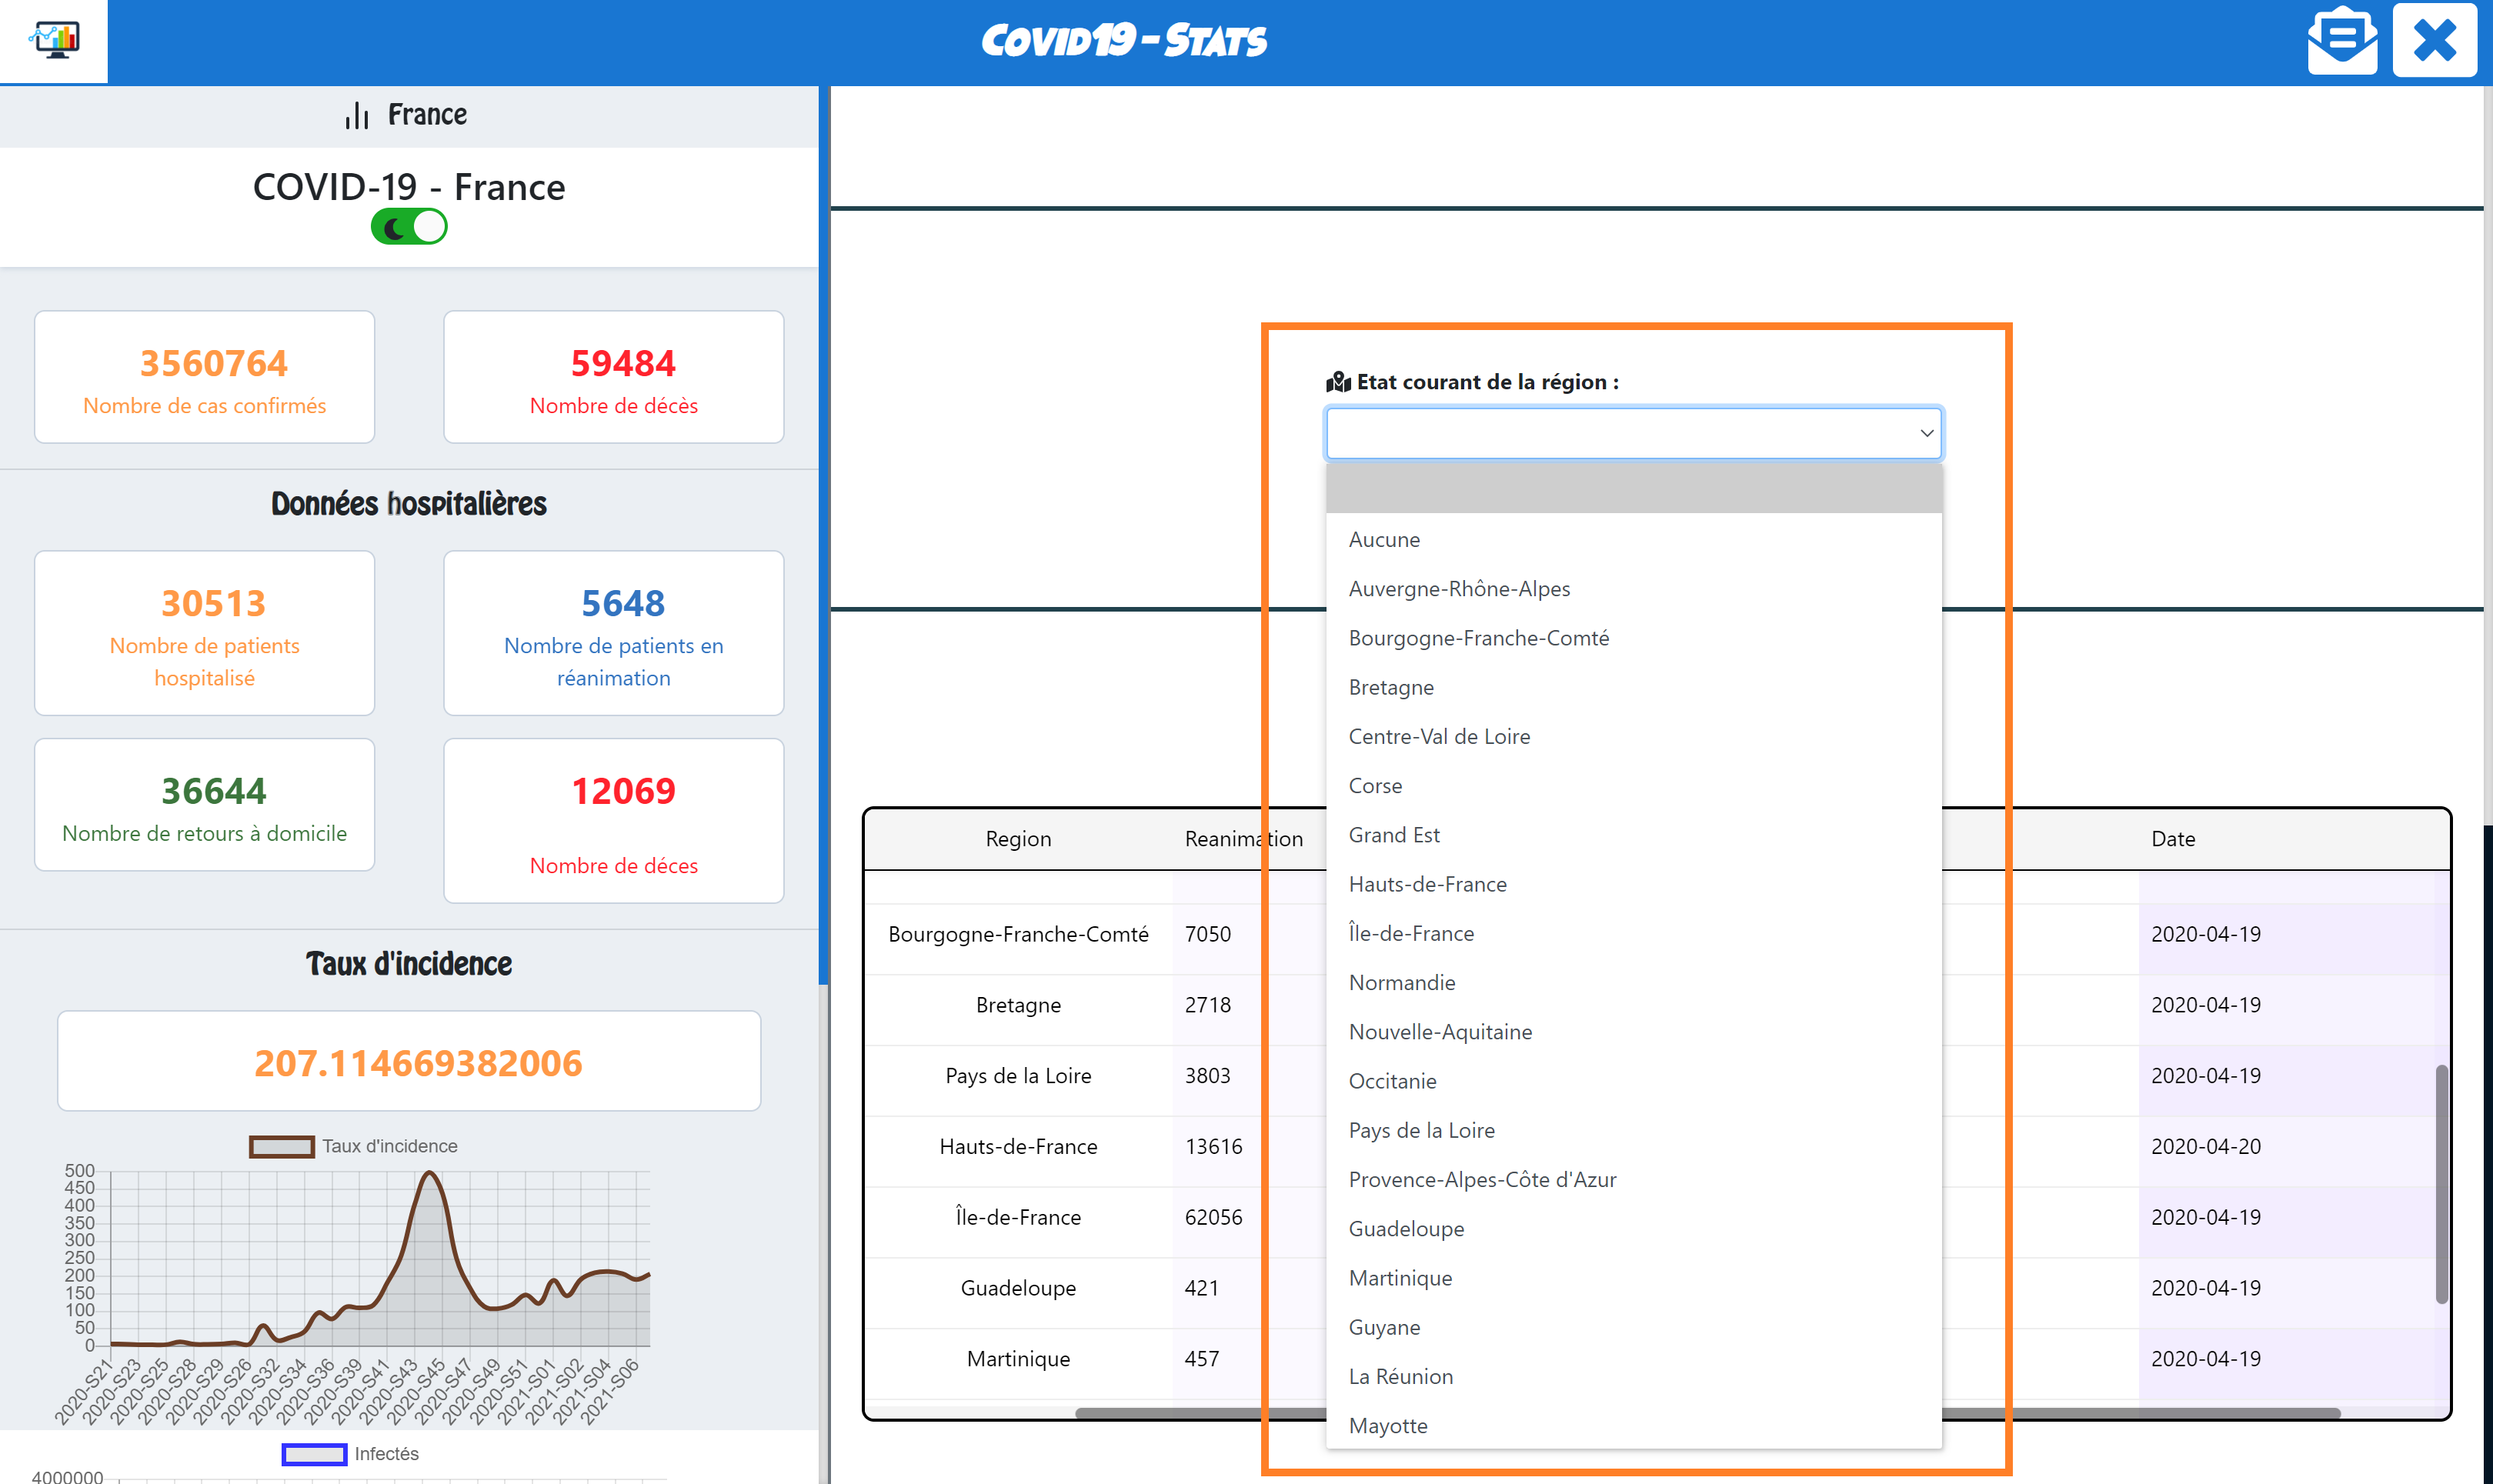 Covid19 - Stats
France
COVID-19 - France
3560764
Nombre de cas confirmés
59484
Nombre de décès
Données hospitalières
30513
Nombre de patients
hospitalisé
5648
Nombre de patients en
réanimation
36644
Nombre de retours à domicile
12069
Nombre de déces
Taux d'incidence
207.114669382006
Taux d'incidence
500
450
400
350
300
250
200
150
100
50
0
2020-S21
2020-S23
2020-S25
2020-S28
2020-S29
2020-S26
2020-S32
2020-S34
2020-S36
2020-S39
2020-S41
2020-S43
2020-S45
2020-S47
2020-S49
2020-S51
2021-S01
2021-S02
2021-S04
2021-S06
Infectés
4000000
Etat courant de la région :
Aucune
Auvergne-Rhône-Alpes
Bourgogne-Franche-Comté
Bretagne
Centre-Val de Loire
Corse
Grand Est
Hauts-de-France
Île-de-France
Normandie
Nouvelle-Aquitaine
Occitanie
Pays de la Loire
Provence-Alpes-Côte d'Azur
Guadeloupe
Martinique
Guyane
La Réunion
Mayotte
Region Reanimation Date
Bourgogne-Franche-Comté 7050 2020-04-19
Bretagne 2718 2020-04-19
Pays de la Loire 3803 2020-04-19
Hauts-de-France 13616 2020-04-20
Île-de-France 62056 2020-04-19
Guadeloupe 421 2020-04-19
Martinique 457 2020-04-19